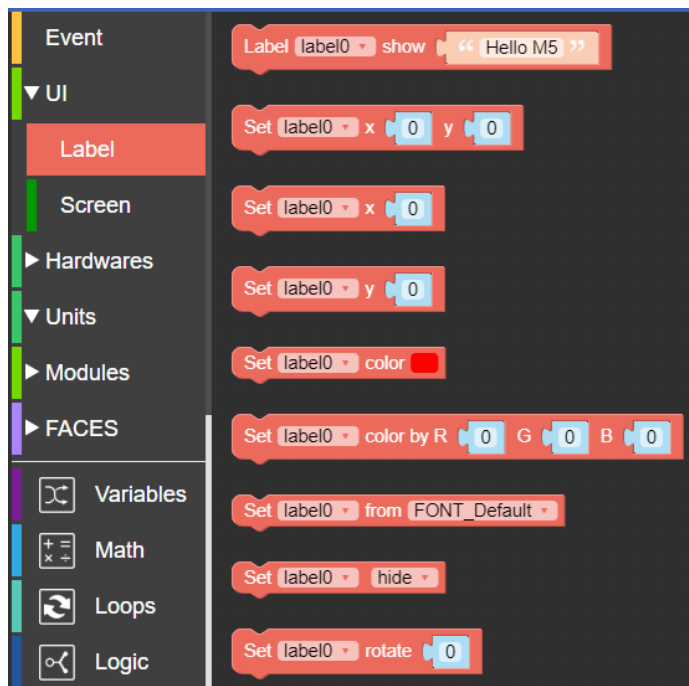 Event
UI
Label
Screen
Hardwares
Units
Modules
FACES
Variables
Math
Loops
Logic
Label label0 show “ Hello M5 ”
Set label0 x 0 y 0
Set label0 x 0
Set label0 y 0
Set label0 color
Set label0 color by R 0 G 0 B 0
Set label0 from FONT_Default
Set label0 hide
Set label0 rotate 0